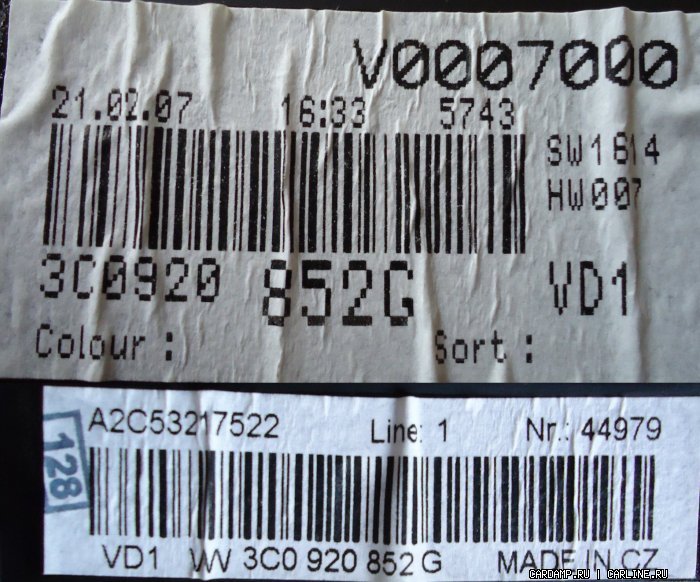 V0007000
21.02.07 16:33 5743
SW1614
HW007
3C0920 852G VD1
Colour : Sort :
A2C53217522 Line: 1 Nr.: 44979
128
VD1 VW 3C0 920 852 G MADE IN CZ
GARDAMP.RU | CARLINE.RU